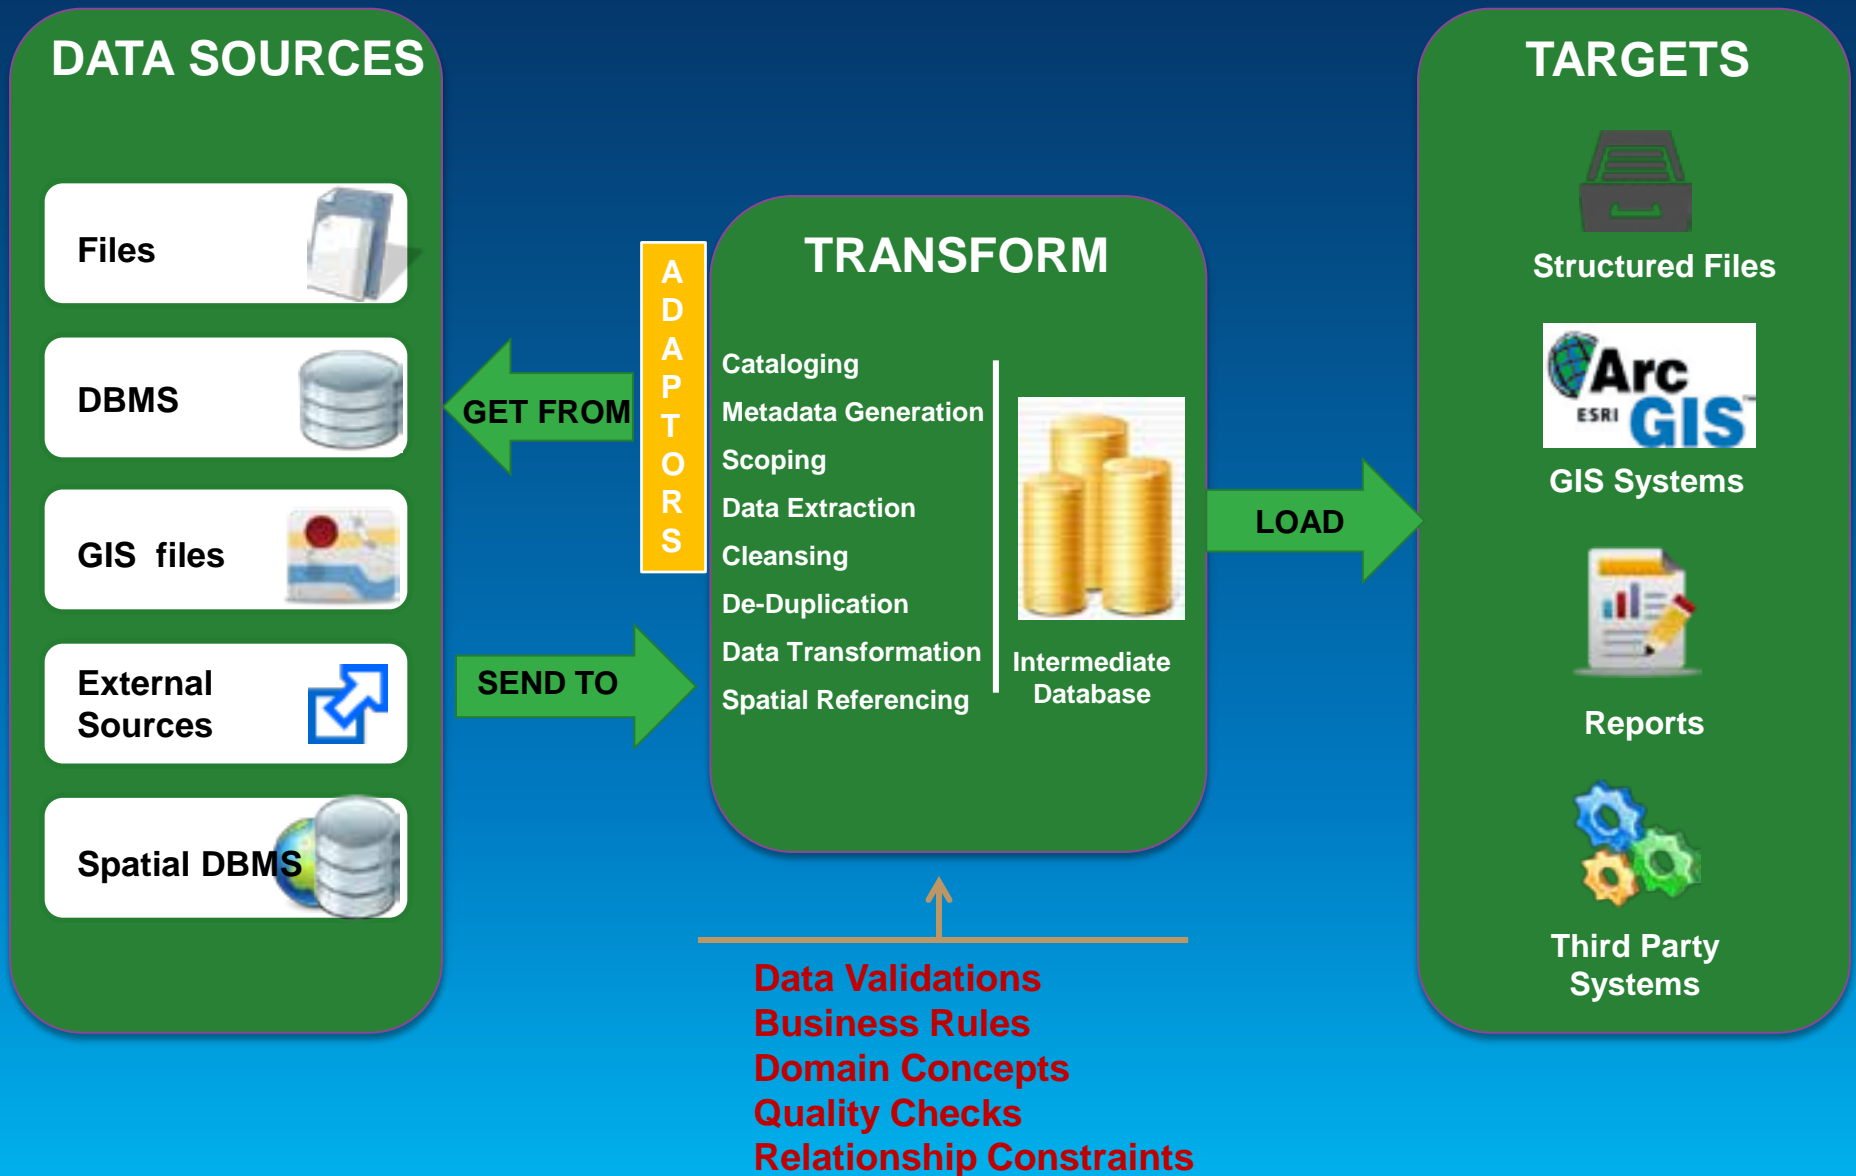 DATA SOURCES
Files
DBMS
GIS  files
External
Sources
Spatial DBMS
GET FROM
SEND TO
A
D
A
P
T
O
R
S
TRANSFORM
Cataloging
Metadata Generation
Scoping
Data Extraction
Cleansing
De-Duplication
Data Transformation
Spatial Referencing
Intermediate
Database
Data Validations
Business Rules
Domain Concepts
Quality Checks
Relationship Constraints
LOAD
TARGETS
Structured Files
Arc
ESRI GIS™
GIS Systems
Reports
Third Party
Systems